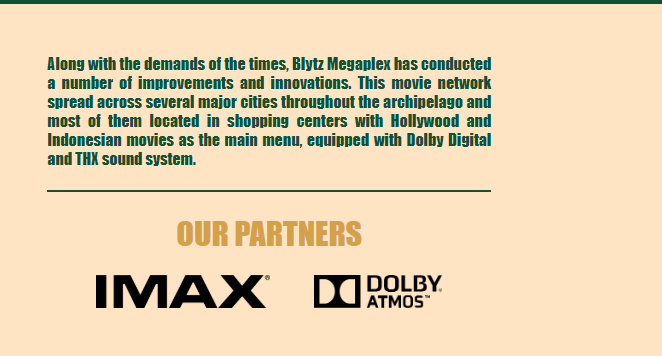 Along with the demands of the times, Blytz Megaplex has conducted
a number of improvements and innovations. This movie network
spread across several major cities throughout the archipelago and
most of them located in shopping centers with Hollywood and
Indonesian movies as the main menu, equipped with Dolby Digital
and THX sound system.
OUR PARTNERS
IMAX®
DOLBY
ATMOS™